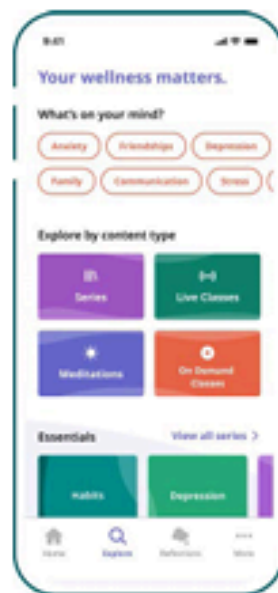 9:41
Your wellness matters.
What's on your mind?
Anxiety Friendships Depression
Family Communication Stress
Explore by content type
Series Live Classes
Meditations On Demand Classes
Essentials View all series >
Habits Depression
Home Explore Reflections More